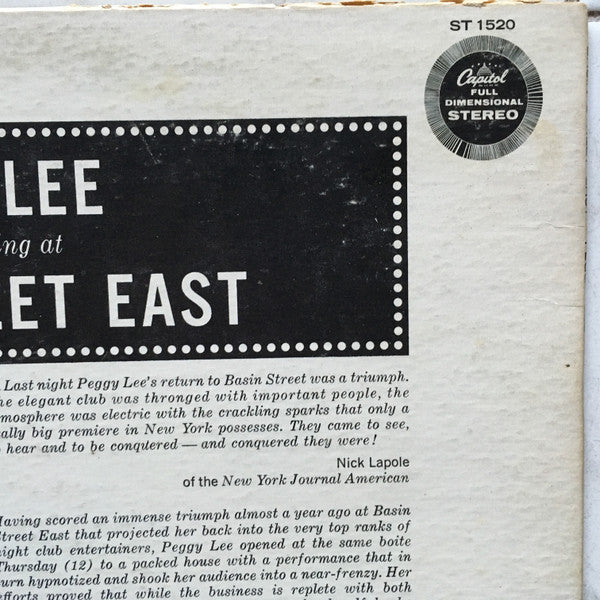 ST 1520
Capitol
FULL
DIMENSIONAL
STEREO
LEE
ng at
EET EAST
Last night Peggy Lee's return to Basin Street was a triumph.
he elegant club was thronged with important people, the
mosphere was electric with the crackling sparks that only a
ally big premiere in New York possesses. They came to see,
hear and to be conquered — and conquered they were!
Nick Lapole
of the New York Journal American
Having scored an immense triumph almost a year ago at Basin
treet East that projected her back into the very top ranks of
ight club entertainers, Peggy Lee opened at the same boite
Thursday (12) to a packed house with a performance that in
urn hypnotized and shook her audience into a near-frenzy. Her
efforts proved that while the business is replete with both